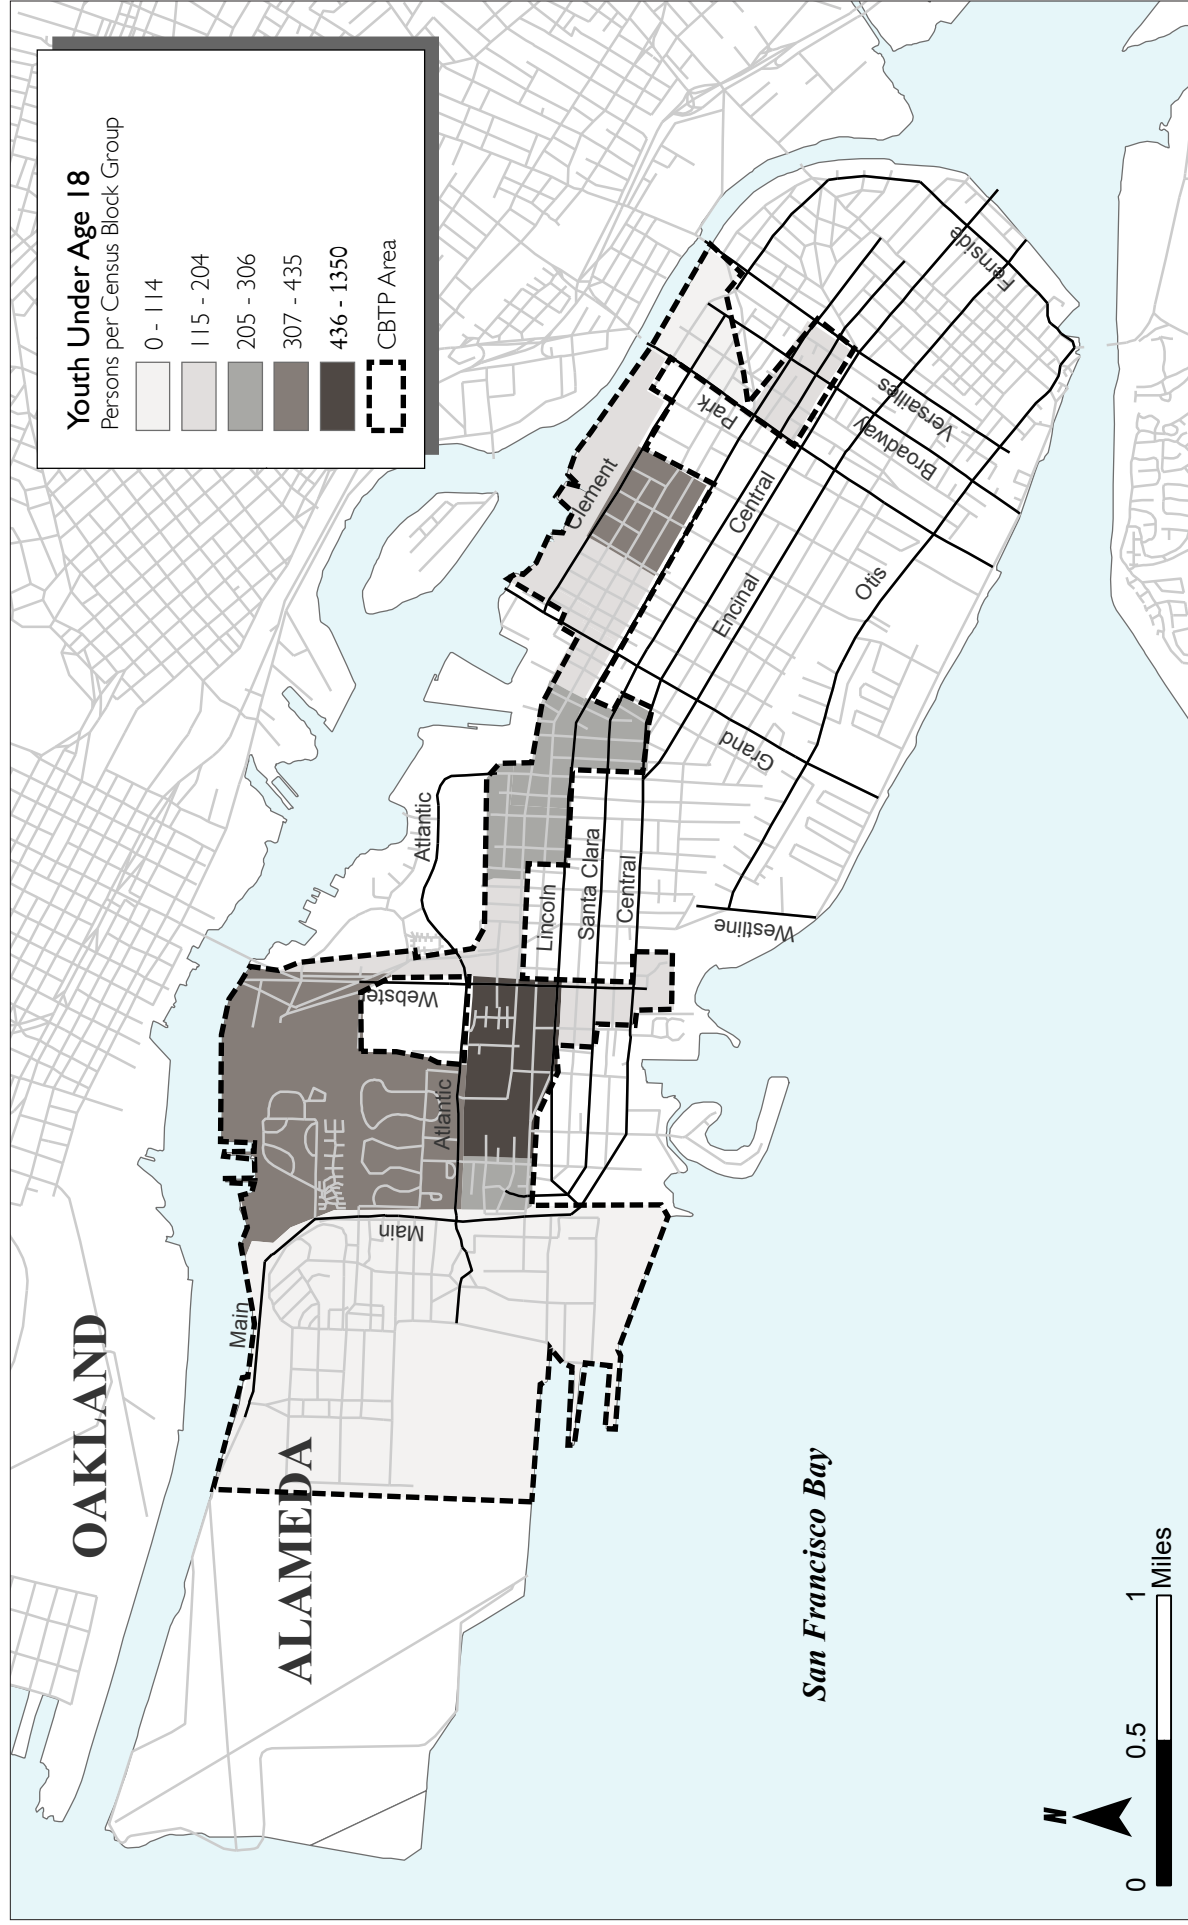 Youth Under Age 18
Persons per Census Block Group
0 - 114
115 - 204
205 - 306
307 - 435
436 - 1350
CBTP Area
OAKLAND
ALAMEDA
San Francisco Bay
Main
Main
Atlantic
Atlantic
Webster
Lincoln
Santa Clara
Central
Westline
Grand
Clement
Park
Central
Encinal
Otis
Broadway
Versailles
Fernside
N
0 0.5 1
Miles